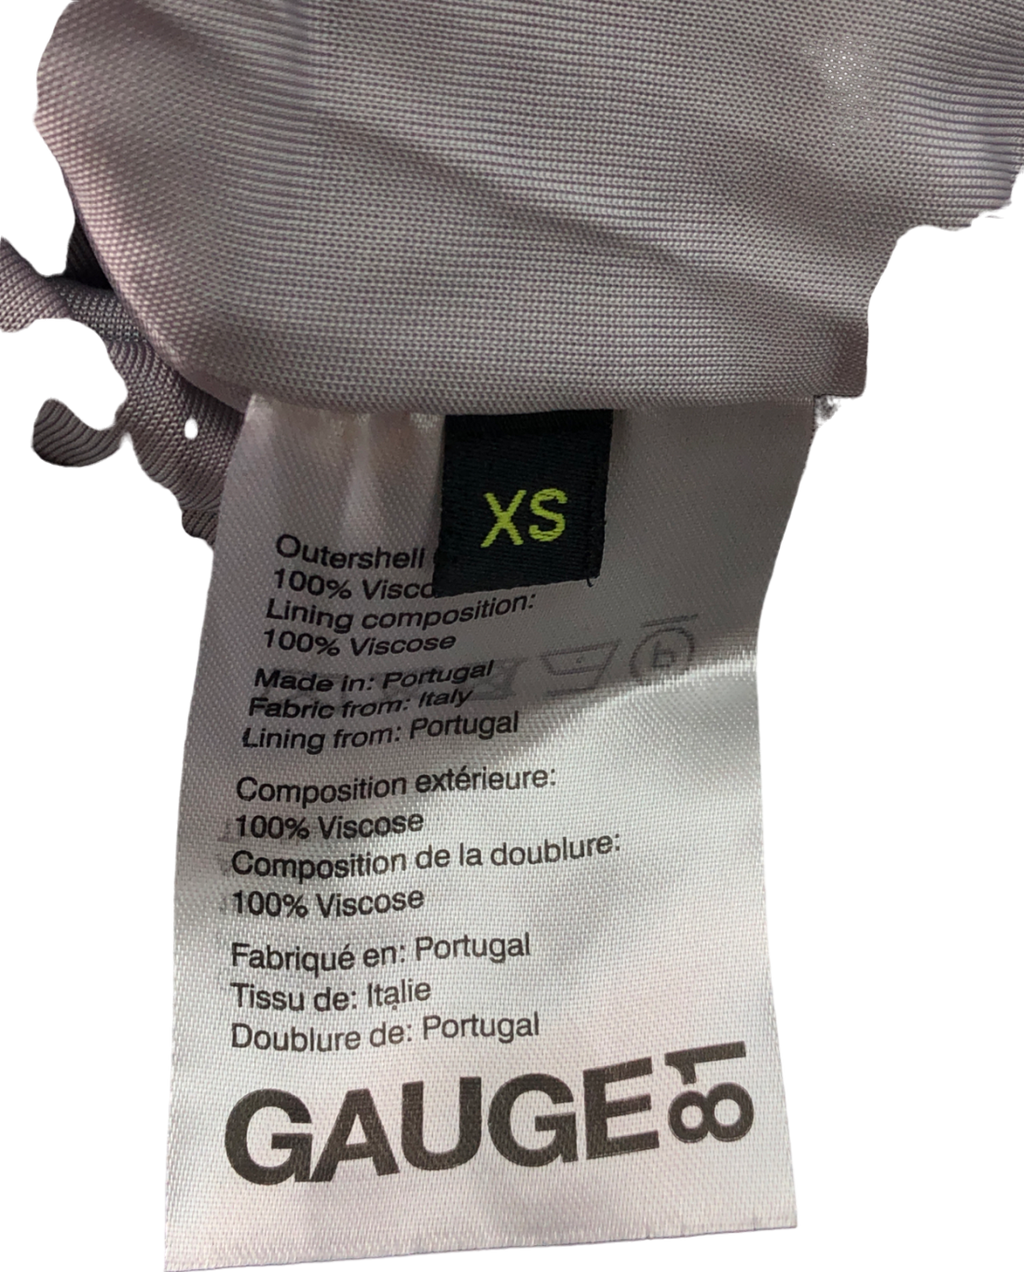 XS
Outershell
100% Visco
Lining composition:
100% Viscose
Made in: Portugal
Fabric from: Italy
Lining from: Portugal
Composition extérieure:
100% Viscose
Composition de la doublure:
100% Viscose
Fabriqué en: Portugal
Tissu de: Italie
Doublure de: Portugal
GAUGE81